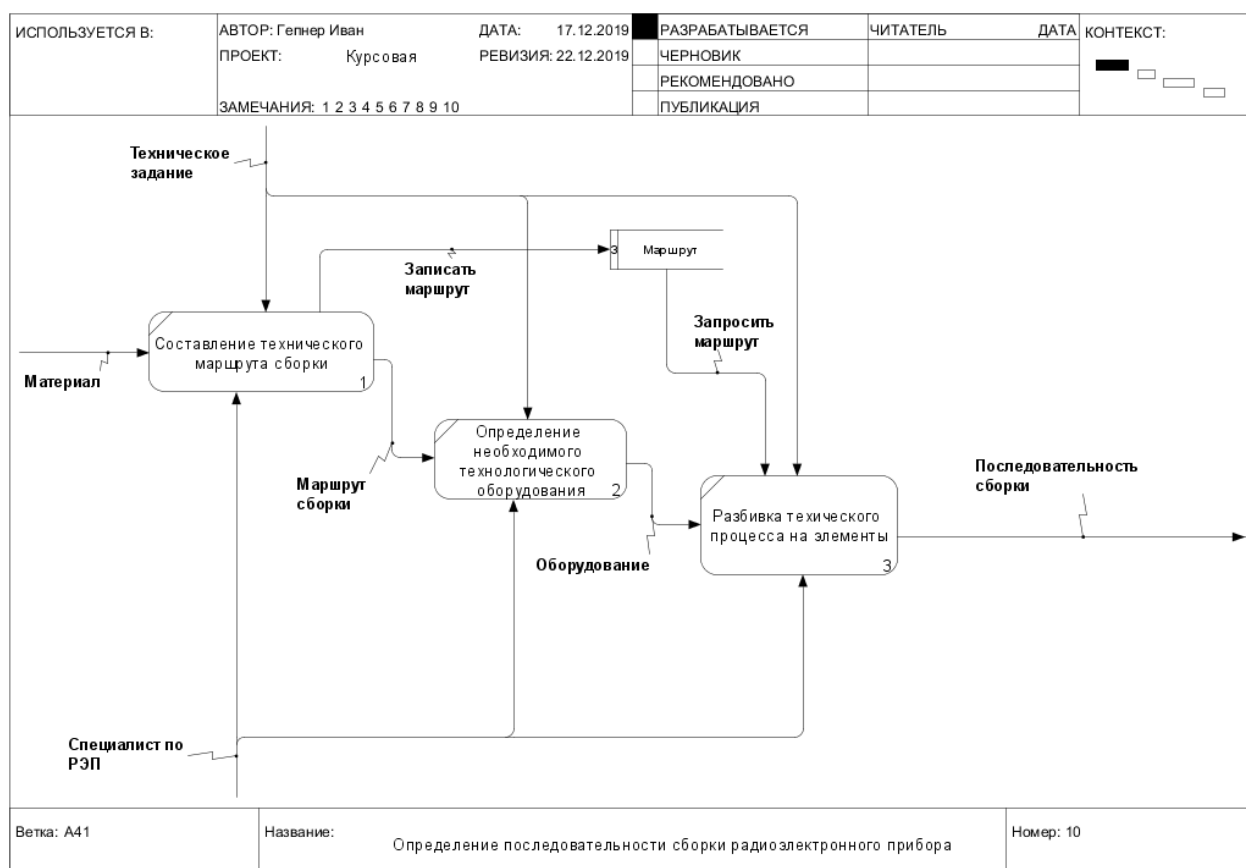 ИСПОЛЬЗУЕТСЯ В:
АВТОР: Гепнер Иван
ДАТА: 17.12.2019
ПРОЕКТ: Курсовая
РЕВИЗИЯ: 22.12.2019
ЗАМЕЧАНИЯ: 1 2 3 4 5 6 7 8 9 10
РАЗРАБАТЫВАЕТСЯ
ЧЕРНОВИК
РЕКОМЕНДОВАНО
ПУБЛИКАЦИЯ
ЧИТАТЕЛЬ
ДАТА
КОНТЕКСТ:
Техническое
задание
Записать
маршрут
3 Маршрут
Запросить
маршрут
Составление технического
маршрута сборки
1
Материал
Маршрут
сборки
Определение
необходимого
технологического
оборудования
2
Оборудование
Разбивка техического
процесса на элементы
3
Последовательность
сборки
Специалист по
РЭП
Ветка: A41
Название:
Определение последовательности сборки радиоэлектронного прибора
Номер: 10